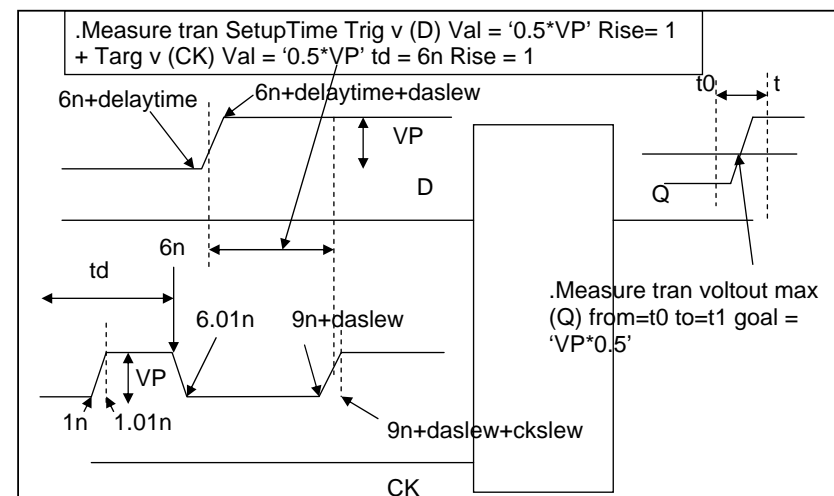 .Measure tran SetupTime Trig v (D) Val = ‘0.5*VP’ Rise= 1
+ Targ v (CK) Val = ‘0.5*VP’ td = 6n Rise = 1
6n+delaytime
6n+delaytime+daslew
t0
t
VP
D
Q
6n
td
6.01n
9n+daslew
.Measure tran voltout max
(Q) from=t0 to=t1 goal =
‘VP*0.5’
VP
1n
1.01n
9n+daslew+ckslew
CK